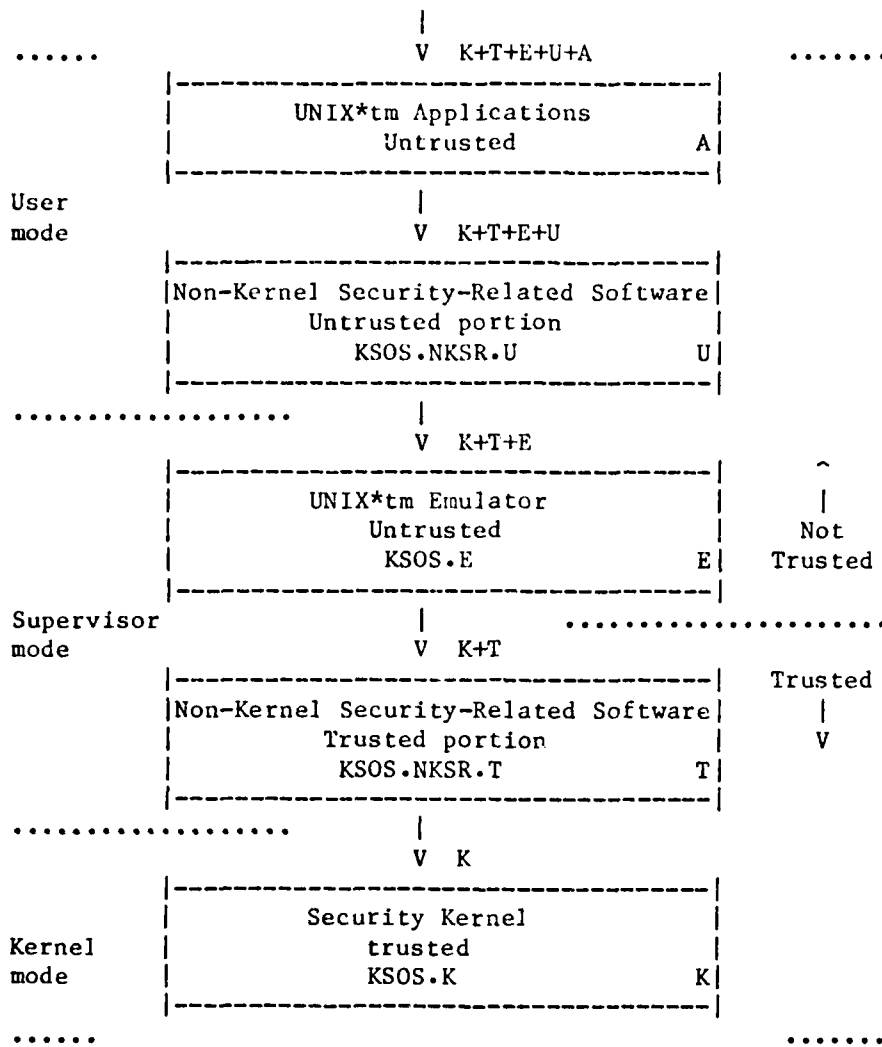 V K+T+E+U+A
UNIX*tm Applications
Untrusted A
User
mode V K+T+E+U
Non-Kernel Security-Related Software
Untrusted portion
KSOS.NKSR.U U
V K+T+E
UNIX*tm Emulator
Untrusted Not
KSOS.E E Trusted
Supervisor
mode V K+T
Trusted
Non-Kernel Security-Related Software
Trusted portion V
KSOS.NKSR.T T
V K
Security Kernel
Kernel trusted
mode KSOS.K K